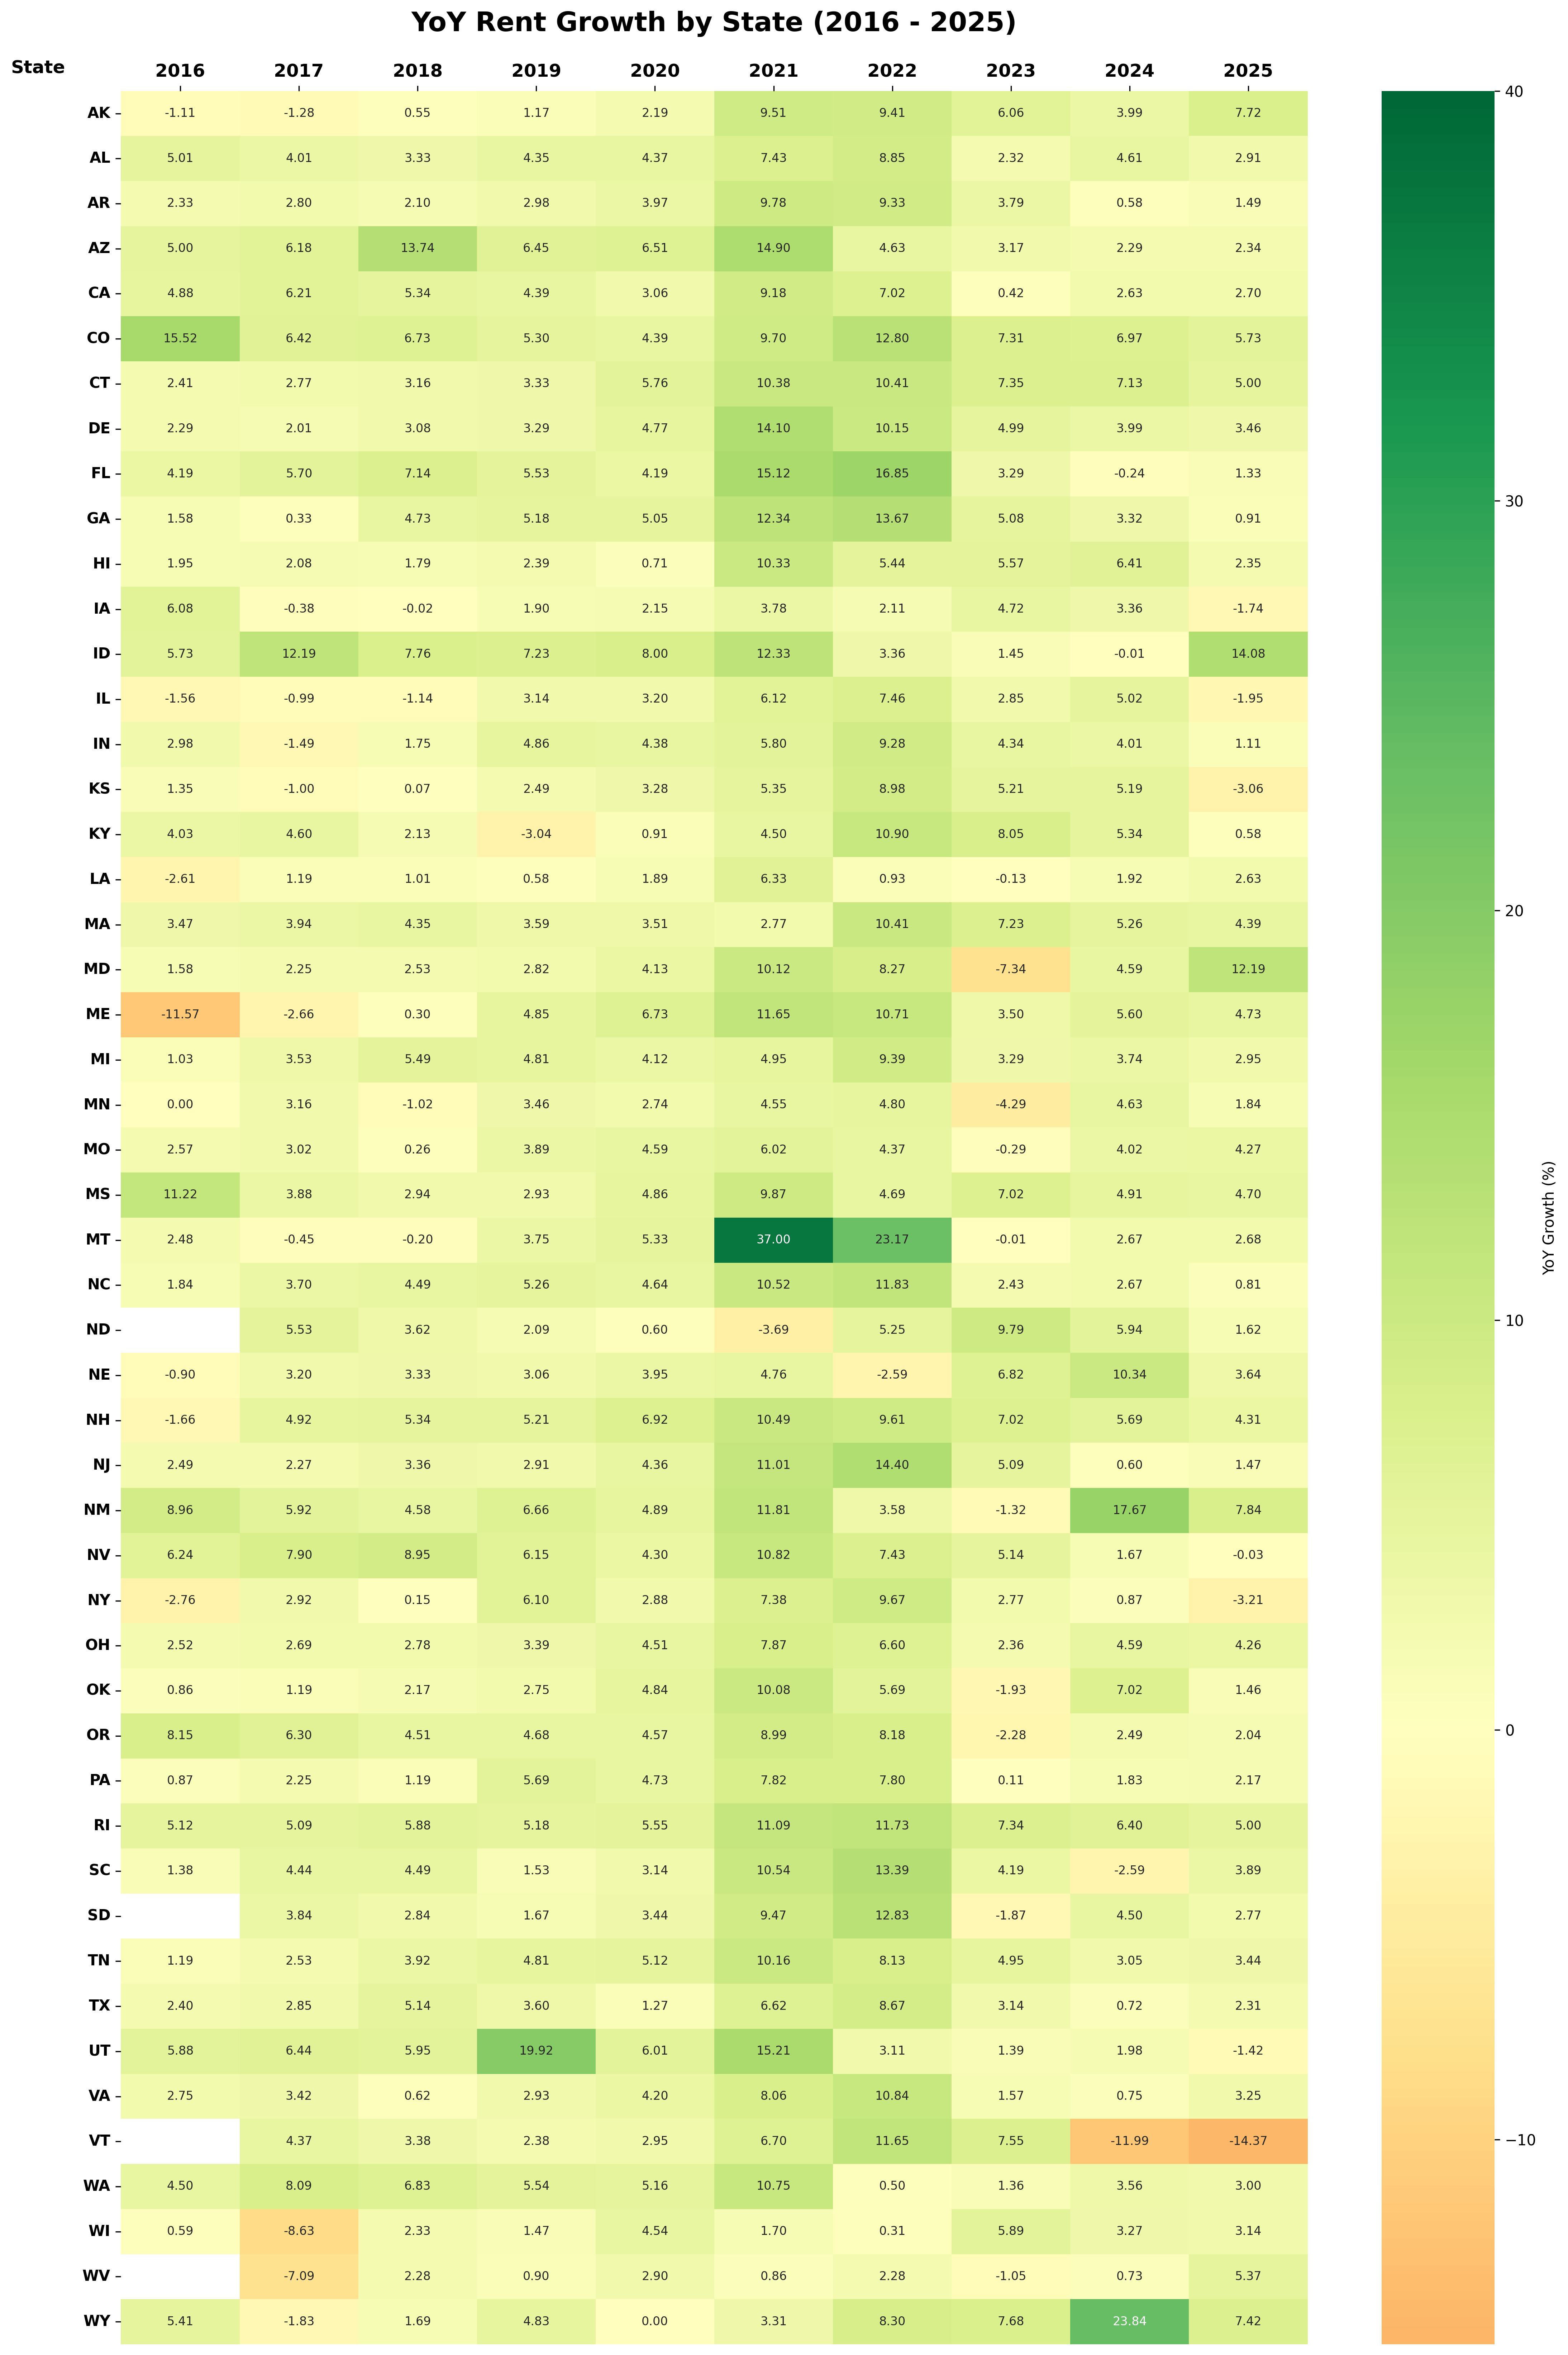 YoY Rent Growth by State (2016 - 2025)
State 2016 2017 2018 2019 2020 2021 2022 2023 2024 2025
AK -1.11 -1.28 0.55 1.17 2.19 9.51 9.41 6.06 3.99 7.72
AL 5.01 4.01 3.33 4.35 4.37 7.43 8.85 2.32 4.61 2.91
AR 2.33 2.80 2.10 2.98 3.97 9.78 9.33 3.79 0.58 1.49
AZ 5.00 6.18 13.74 6.45 6.51 14.90 4.63 3.17 2.29 2.34
CA 4.88 6.21 5.34 4.39 3.06 9.18 7.02 0.42 2.63 2.70
CO 15.52 6.42 6.73 5.30 4.39 9.70 12.80 7.31 6.97 5.73
CT 2.41 2.77 3.16 3.33 5.76 10.38 10.41 7.35 7.13 5.00
DE 2.29 2.01 3.08 3.29 4.77 14.10 10.15 4.99 3.99 3.46
FL 4.19 5.70 7.14 5.53 4.19 15.12 16.85 3.29 -0.24 1.33
GA 1.58 0.33 4.73 5.18 5.05 12.34 13.67 5.08 3.32 0.91
HI 1.95 2.08 1.79 2.39 0.71 10.33 5.44 5.57 6.41 2.35
IA 6.08 -0.38 -0.02 1.90 2.15 3.78 2.11 4.72 3.36 -1.74
ID 5.73 12.19 7.76 7.23 8.00 12.33 3.36 1.45 -0.01 14.08
IL -1.56 -0.99 -1.14 3.14 3.20 6.12 7.46 2.85 5.02 -1.95
IN 2.98 -1.49 1.75 4.86 4.38 5.80 9.28 4.34 4.01 1.11
KS 1.35 -1.00 0.07 2.49 3.28 5.35 8.98 5.21 5.19 -3.06
KY 4.03 4.60 2.13 -3.04 0.91 4.50 10.90 8.05 5.34 0.58
LA -2.61 1.19 1.01 0.58 1.89 6.33 0.93 -0.13 1.92 2.63
MA 3.47 3.94 4.35 3.59 3.51 2.77 10.41 7.23 5.26 4.39
MD 1.58 2.25 2.53 2.82 4.13 10.12 8.27 -7.34 4.59 12.19
ME -11.57 -2.66 0.30 4.85 6.73 11.65 10.71 3.50 5.60 4.73
MI 1.03 3.53 5.49 4.81 4.12 4.95 9.39 3.29 3.74 2.95
MN 0.00 3.16 -1.02 3.46 2.74 4.55 4.80 -4.29 4.63 1.84
MO 2.57 3.02 0.26 3.89 4.59 6.02 4.37 -0.29 4.02 4.27
MS 11.22 3.88 2.94 2.93 4.86 9.87 4.69 7.02 4.91 4.70
MT 2.48 -0.45 -0.20 3.75 5.33 37.00 23.17 -0.01 2.67 2.68
NC 1.84 3.70 4.49 5.26 4.64 10.52 11.83 2.43 2.67 0.81
ND 5.53 3.62 2.09 0.60 -3.69 5.25 9.79 5.94 1.62
NE -0.90 3.20 3.33 3.06 3.95 4.76 -2.59 6.82 10.34 3.64
NH -1.66 4.92 5.34 5.21 6.92 10.49 9.61 7.02 5.69 4.31
NJ 2.49 2.27 3.36 2.91 4.36 11.01 14.40 5.09 0.60 1.47
NM 8.96 5.92 4.58 6.66 4.89 11.81 3.58 -1.32 17.67 7.84
NV 6.24 7.90 8.95 6.15 4.30 10.82 7.43 5.14 1.67 -0.03
NY -2.76 2.92 0.15 6.10 2.88 7.38 9.67 2.77 0.87 -3.21
OH 2.52 2.69 2.78 3.39 4.51 7.87 6.60 2.36 4.59 4.26
OK 0.86 1.19 2.17 2.75 4.84 10.08 5.69 -1.93 7.02 1.46
OR 8.15 6.30 4.51 4.68 4.57 8.99 8.18 -2.28 2.49 2.04
PA 0.87 2.25 1.19 5.69 4.73 7.82 7.80 0.11 1.83 2.17
RI 5.12 5.09 5.88 5.18 5.55 11.09 11.73 7.34 6.40 5.00
SC 1.38 4.44 4.49 1.53 3.14 10.54 13.39 4.19 -2.59 3.89
SD 3.84 2.84 1.67 3.44 9.47 12.83 -1.87 4.50 2.77
TN 1.19 2.53 3.92 4.81 5.12 10.16 8.13 4.95 3.05 3.44
TX 2.40 2.85 5.14 3.60 1.27 6.62 8.67 3.14 0.72 2.31
UT 5.88 6.44 5.95 19.92 6.01 15.21 3.11 1.39 1.98 -1.42
VA 2.75 3.42 0.62 2.93 4.20 8.06 10.84 1.57 0.75 3.25
VT 4.37 3.38 2.38 2.95 6.70 11.65 7.55 -11.99 -14.37
WA 4.50 8.09 6.83 5.54 5.16 10.75 0.50 1.36 3.56 3.00
WI 0.59 -8.63 2.33 1.47 4.54 1.70 0.31 5.89 3.27 3.14
WV -7.09 2.28 0.90 2.90 0.86 2.28 -1.05 0.73 5.37
WY 5.41 -1.83 1.69 4.83 0.00 3.31 8.30 7.68 23.84 7.42
40
30
20
10
0
−10
YoY Growth (%)